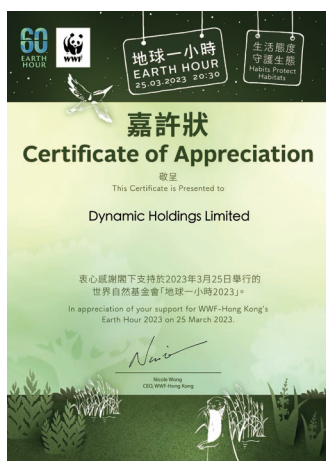 60
EARTH
HOUR
WWF
地球一小時
EARTH HOUR
25.03.2023 20:30
生活態度
守護生態
Habits Protect
Habitats
嘉許狀
Certificate of Appreciation
敬呈
This Certificate is Presented to
Dynamic Holdings Limited
衷心感謝閣下支持於2023年3月25日舉行的
世界自然基金會「地球一小時2023」。
In appreciation of your support for WWF-Hong Kong's
Earth Hour 2023 on 25 March 2023.
Nicole Wong
CEO, WWF-Hong Kong